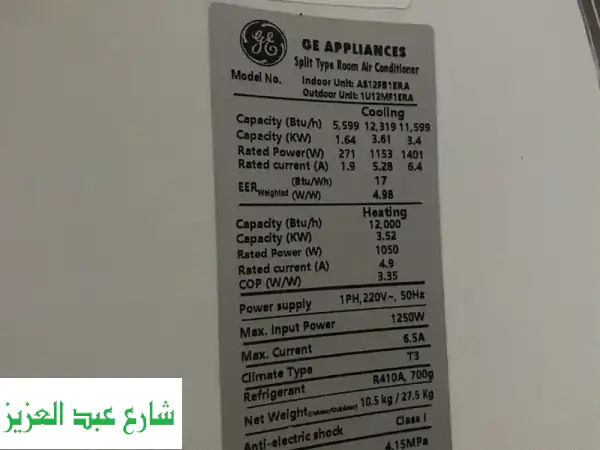 GE
GE APPLIANCES
Split Type Room Air Conditioner
Model No. Indoor Unit: AS12FB1ERA
Outdoor Unit: 1U12MF1ERA
Cooling
Capacity (Btu/h) 5,599 12,319 11,599
Capacity (KW) 1.64 3.61 3.4
Rated Power(W) 271 1153 1401
Rated current (A) 1.9 5.28 6.4
EERWeighted (Btu/Wh) 17
(W/W) 4.98
Heating
Capacity (Btu/h) 12,000
Capacity (KW) 3.52
Rated Power (W) 1050
Rated current (A) 4.9
COP (W/W) 3.35
Power supply 1PH,220V~, 50Hz
Max. Input Power 1250W
Max. Current 6.5A
Climate Type T3
Refrigerant R410A, 700g
Net Weight(Indoor/Outdoor) 10.5 kg / 27.5 Kg
Anti-electric shock Class I
4.15MPa
شارع عبد العزيز